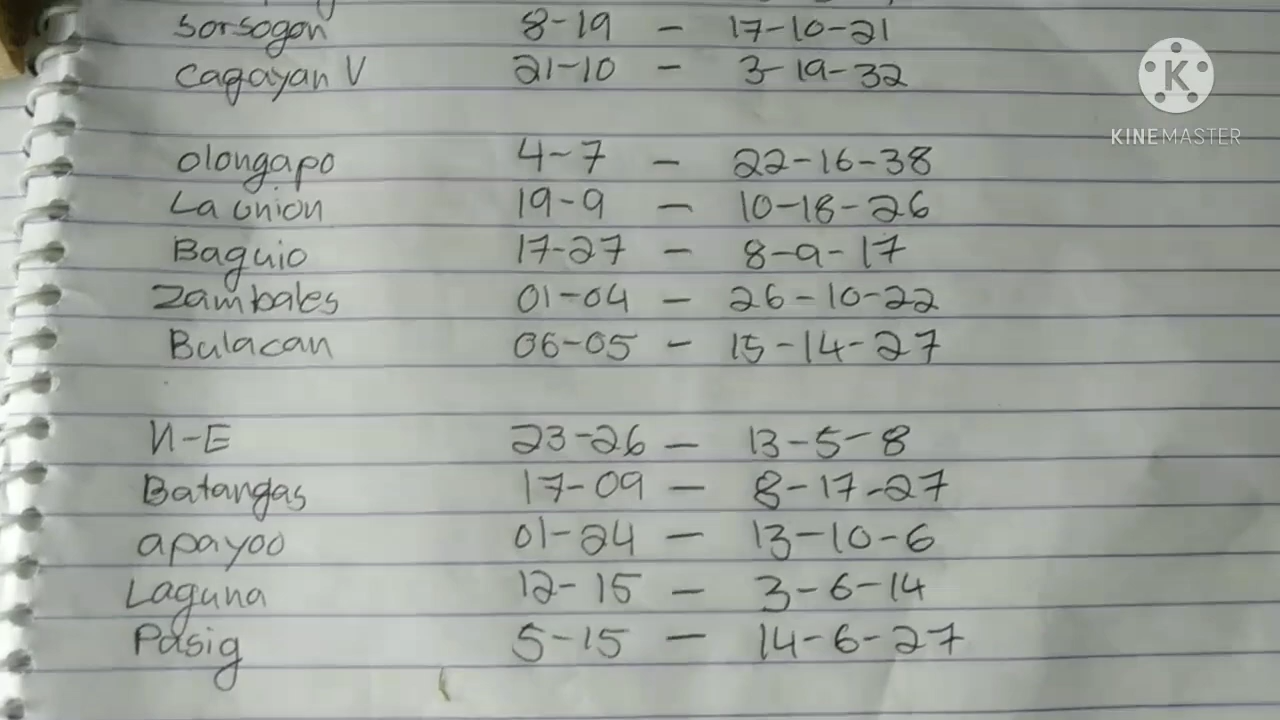 Sorsogon 8-19 - 17-10-21
Cagayan V 21-10 - 3-19-32
K
KINEMASTER
Olongapo 4-7 - 22-16-38
La Union 19-9 - 10-18-26
Baguio 17-27 - 8-9-17
Zambales 01-04 - 26-10-22
Bulacan 06-05 - 15-14-27
N-E 23-26 - 13-5-8
Batangas 17-09 - 8-17-27
apayoo 01-24 - 13-10-6
Laguna 12-15 - 3-6-14
Pasig 5-15 - 14-6-27